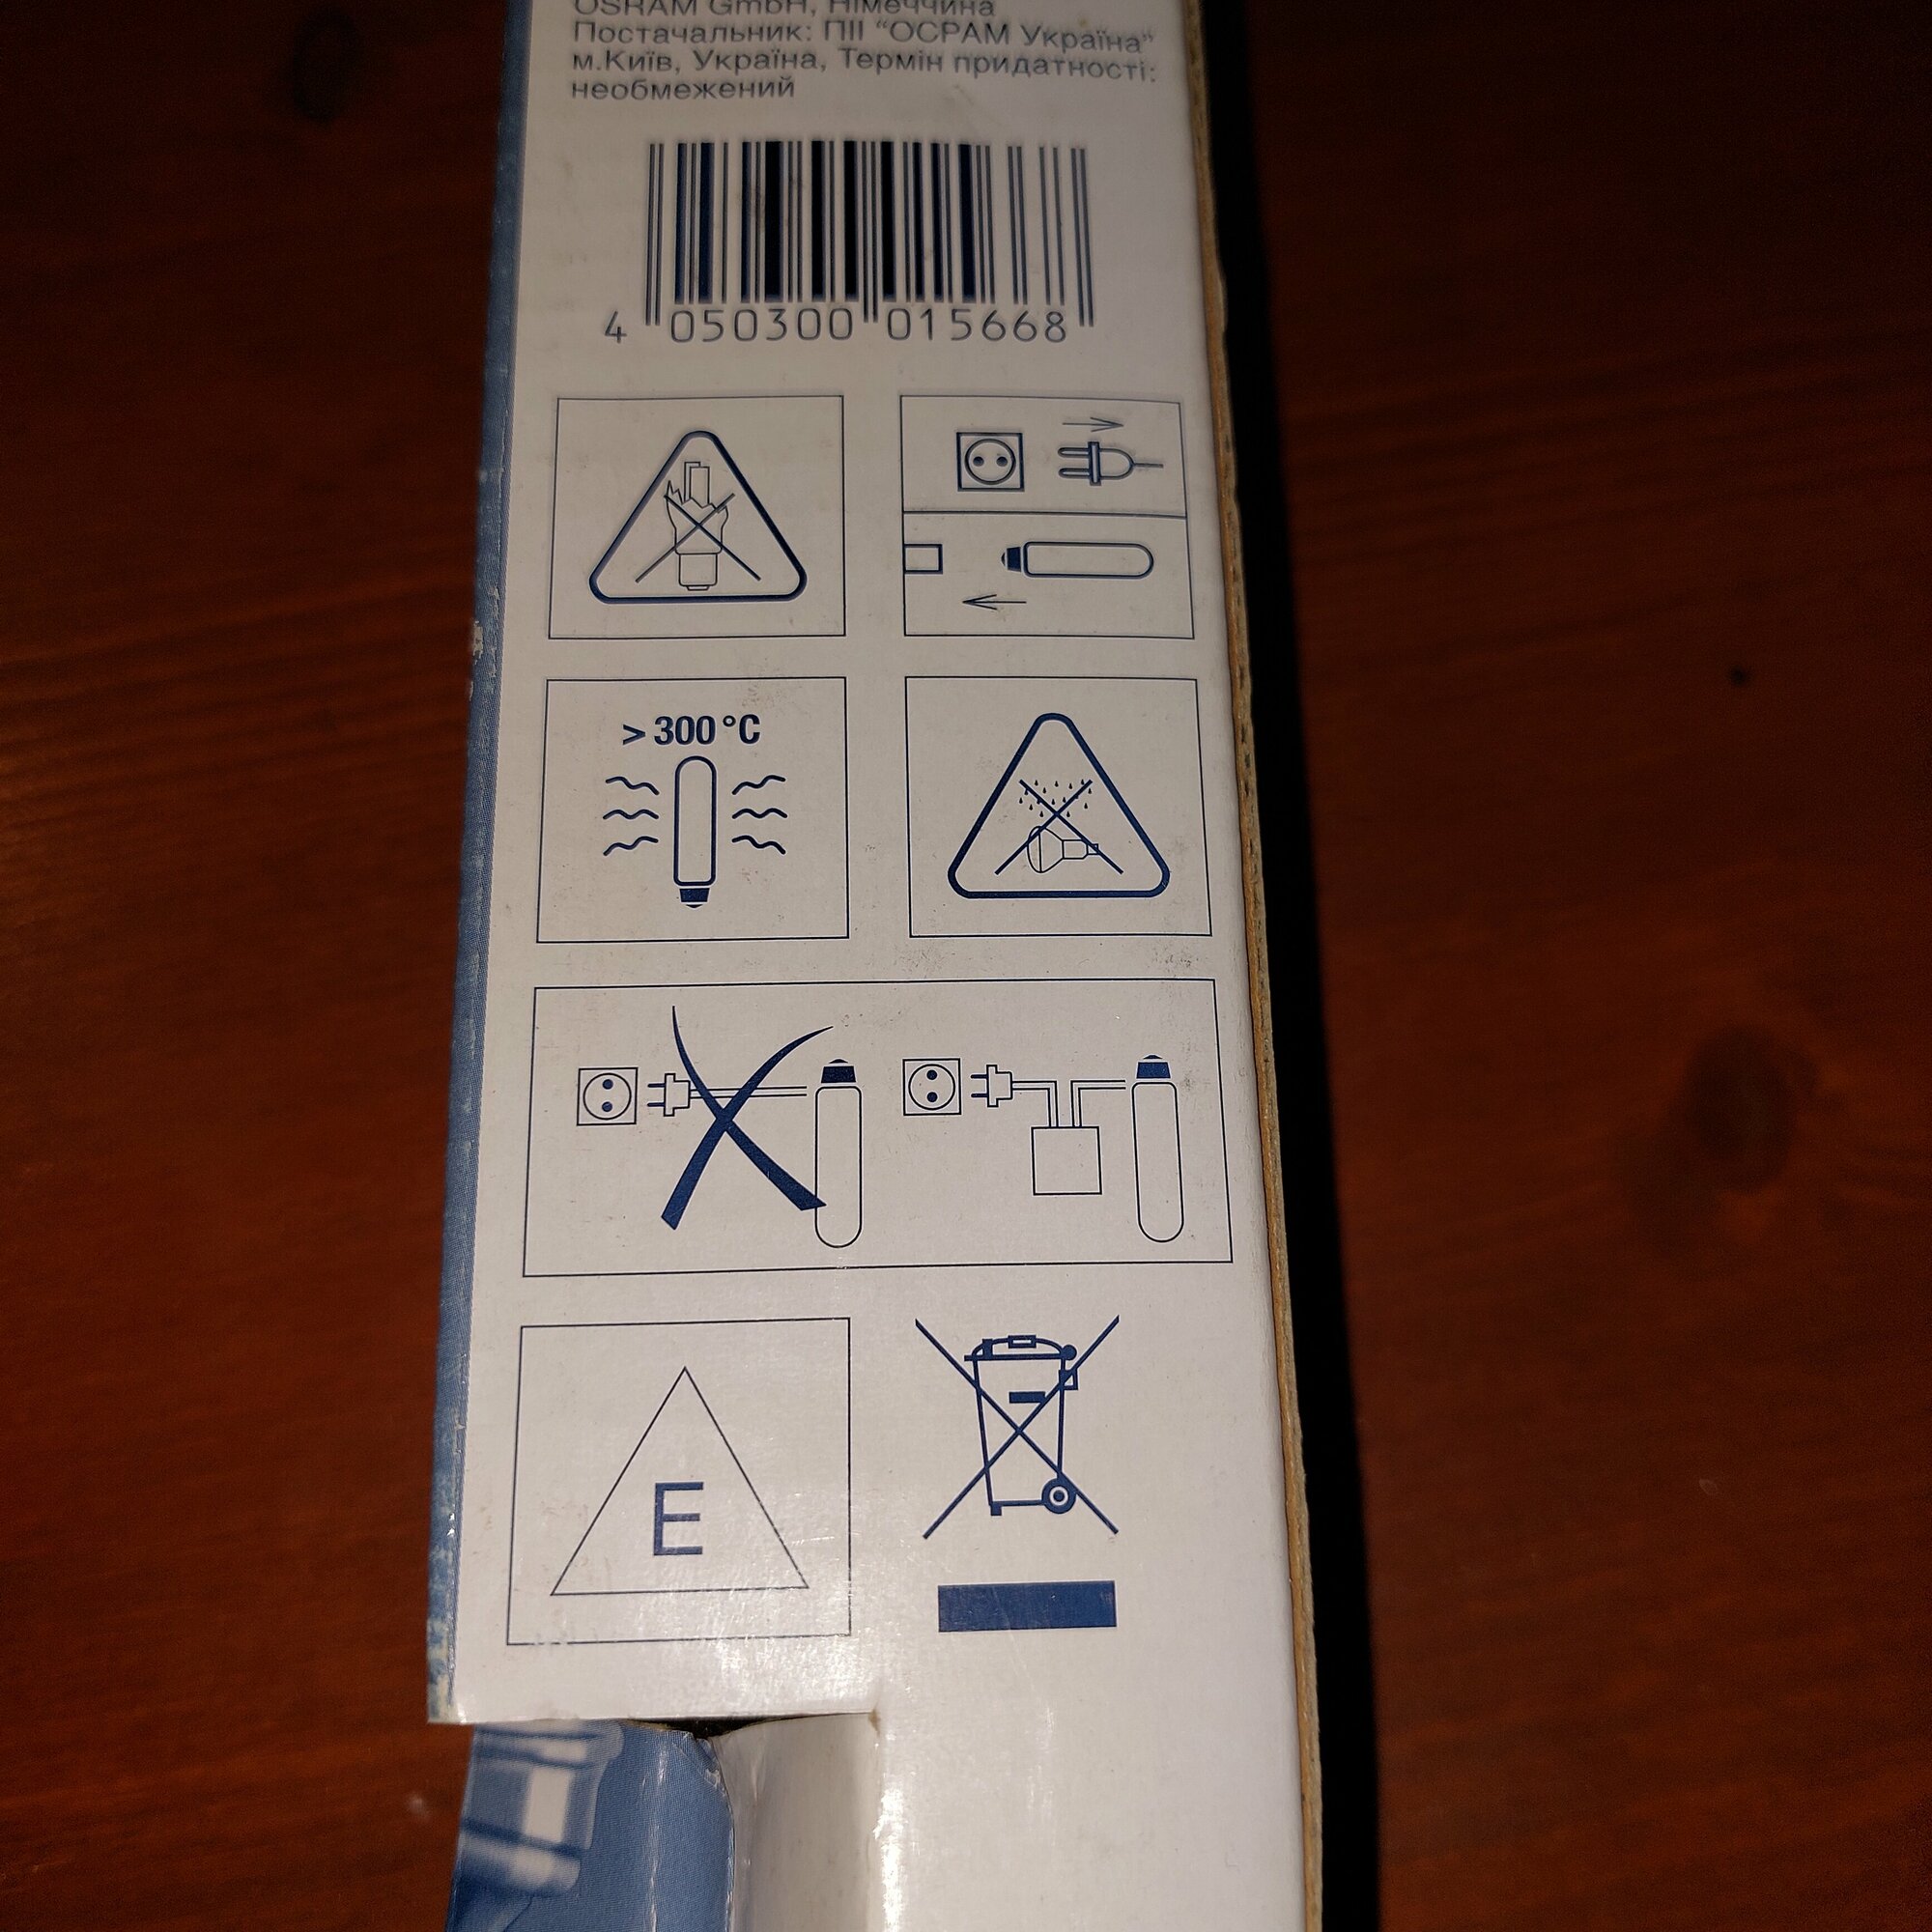 OSRAM GmbH, Німеччина
Постачальник: ПІІ “ОСРАМ Україна”
м.Київ, Україна, Термін придатності:
необмежений
4 050300 015668
> 300 °C
E